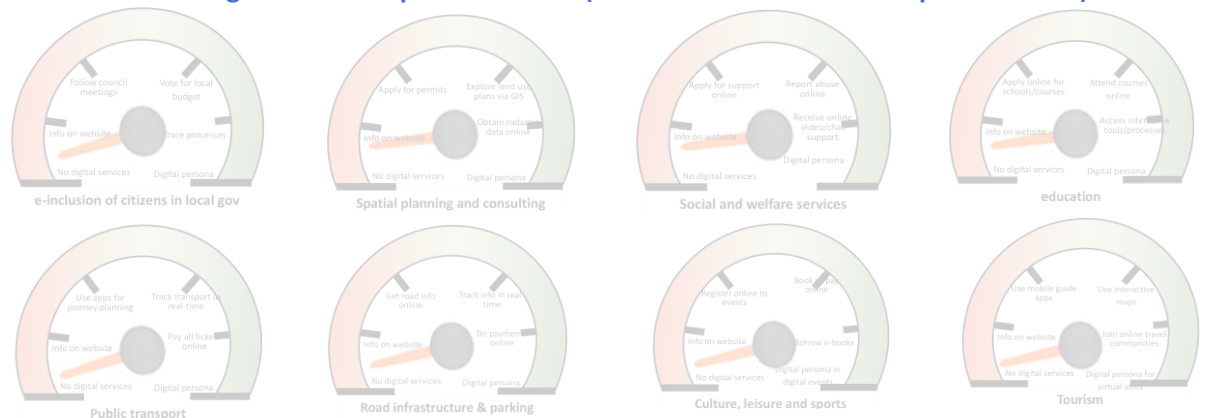 Follow council
meetings
Vote for local
budget
Info on website
Trace processes
No digital services
Digital persona
e-inclusion of citizens in local gov
Apply for permits
Explore land use
plans via GIS
Info on website
Obtain cadas
data online
No digital services
Digital persona
Spatial planning and consulting
Apply for support
online
Report abuse
online
Info on website
Receive online
video/chat
support
No digital services
Digital persona
Social and welfare services
Apply online for
schools/courses
Attend courses
online
Info on website
Access interactive
tools/processes
No digital services
Digital persona
education
Use apps for
journey planning
Track transport in
real-time
Info on website
Pay all ticke
online
No digital services
Digital persona
Public transport
Get road info
online
Track info in real
time
Info on website
Do paymen
online
No digital services
Digital persona
Road infrastructure & parking
Register online to
events
Book pay
online
Info on website
Borrow e-books
No digital services
Digital persona in
digital events
Culture, leisure and sports
Use mobile guide
apps
Use interactive
maps
Info on website
Join online travel
communities
No digital services
Digital persona for
virtual visits
Tourism